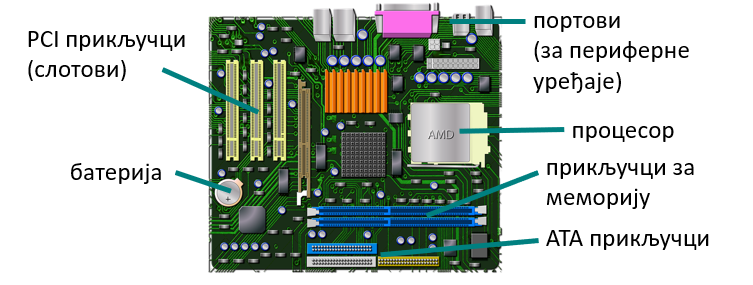 PCI прикључци
(слотови)
батерија
портови
(за периферне
уређаје)
AMD
процесор
прикључци за
меморију
ATA прикључци
+